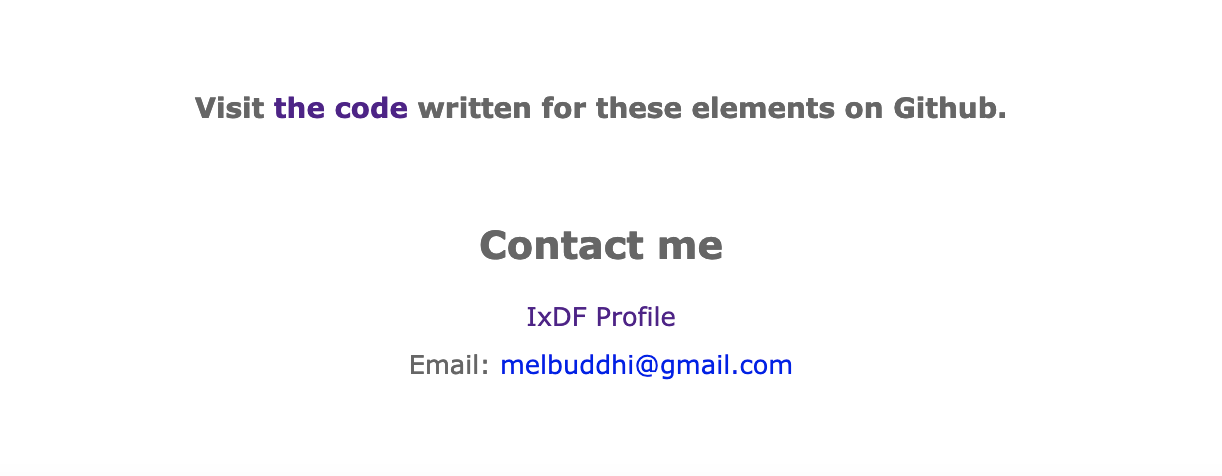 Visit the code written for these elements on Github.
Contact me
IxDF Profile
Email: melbuddhi@gmail.com